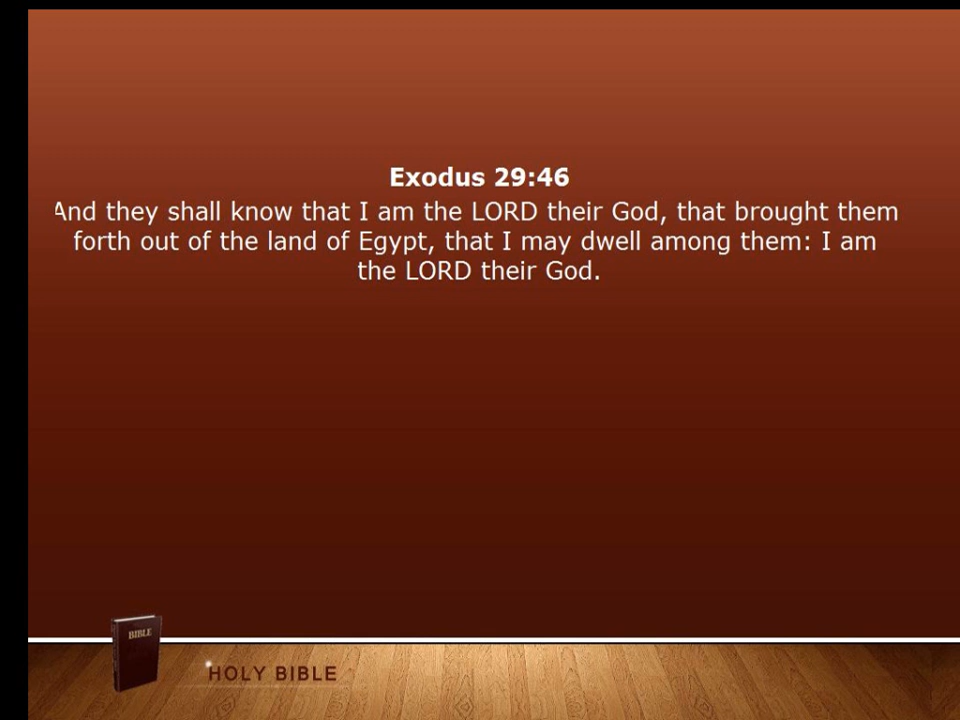 Exodus 29:46
And they shall know that I am the LORD their God, that brought them
forth out of the land of Egypt, that I may dwell among them: I am
the LORD their God.
BIBLE
HOLY BIBLE